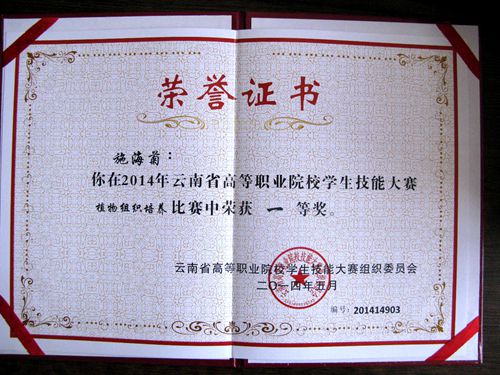 荣誉证书
施海菊：
你在2014年云南省高等职业院校学生技能大赛
植物组织培养 比赛中荣获 一 等奖。
云南省高等职业院校学生技能大赛组织委员会
二〇一四年五月
编号：201414903